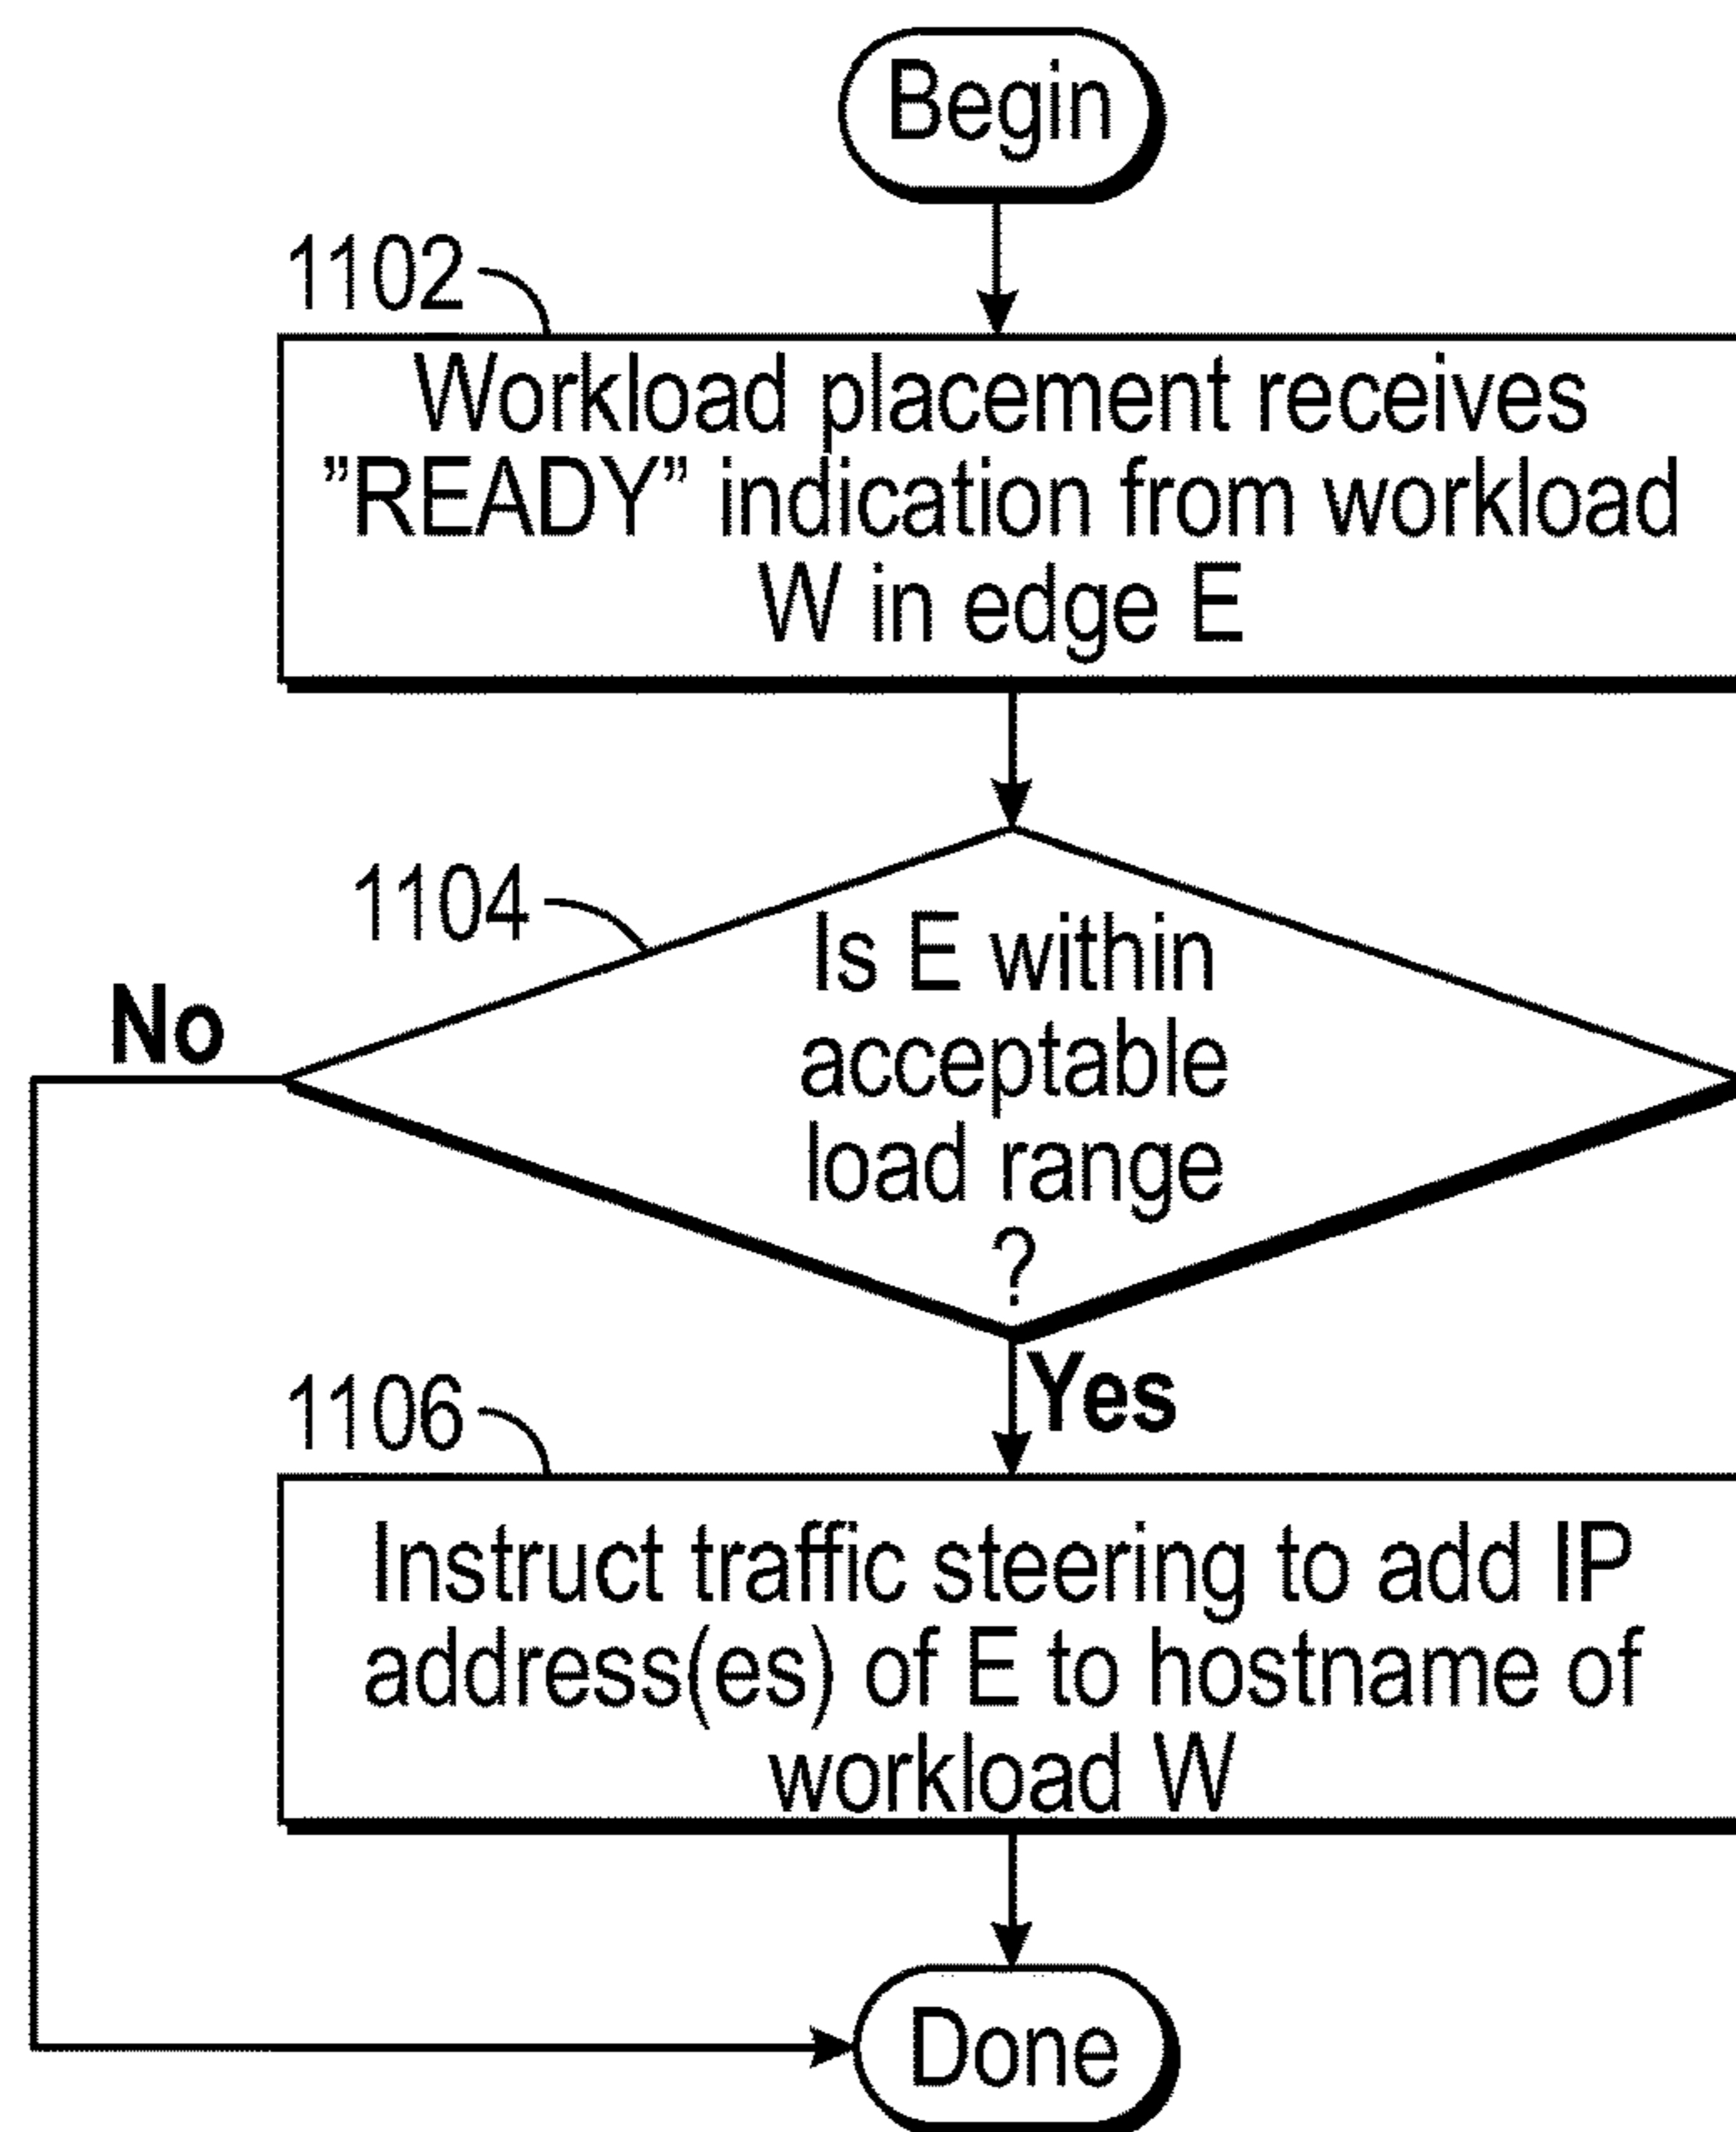 Begin
1102
Workload placement receives
”READY” indication from workload
W in edge E
1104
Is E within
acceptable
load range
?
No
Yes
1106
Instruct traffic steering to add IP
address(es) of E to hostname of
workload W
Done